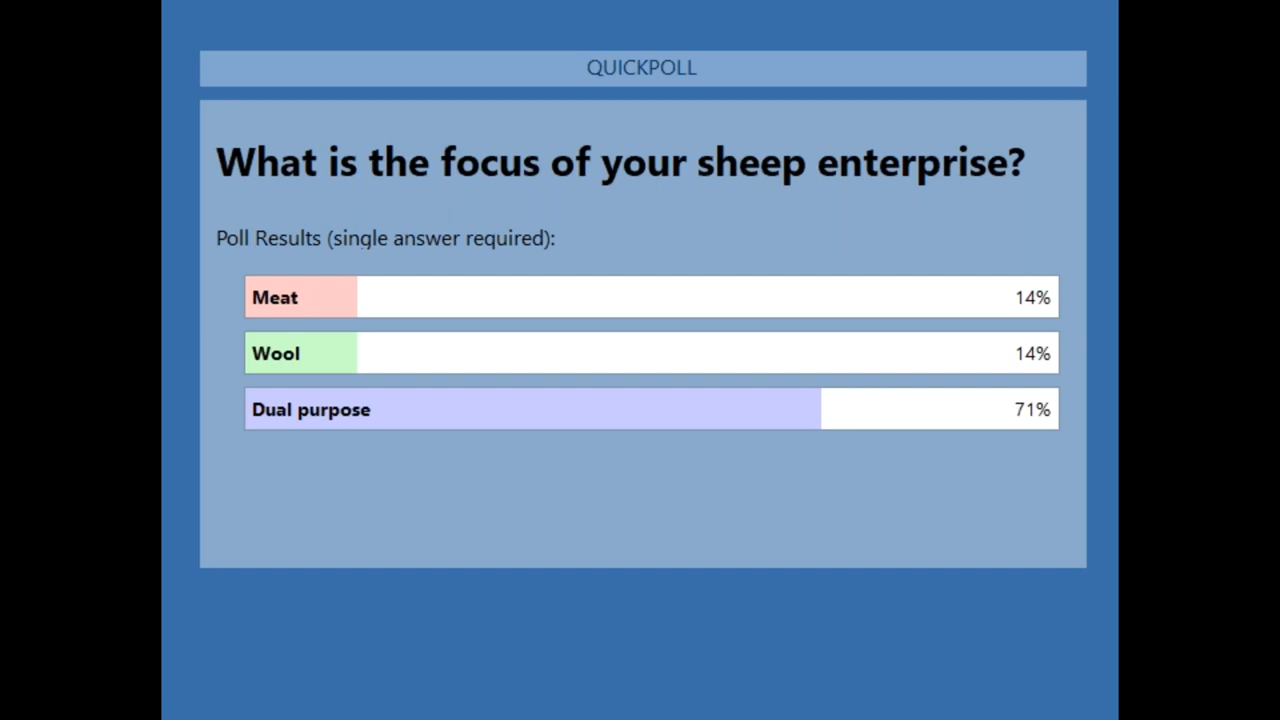 QUICKPOLL
What is the focus of your sheep enterprise?
Poll Results (single answer required):
Meat 14%
Wool 14%
Dual purpose 71%